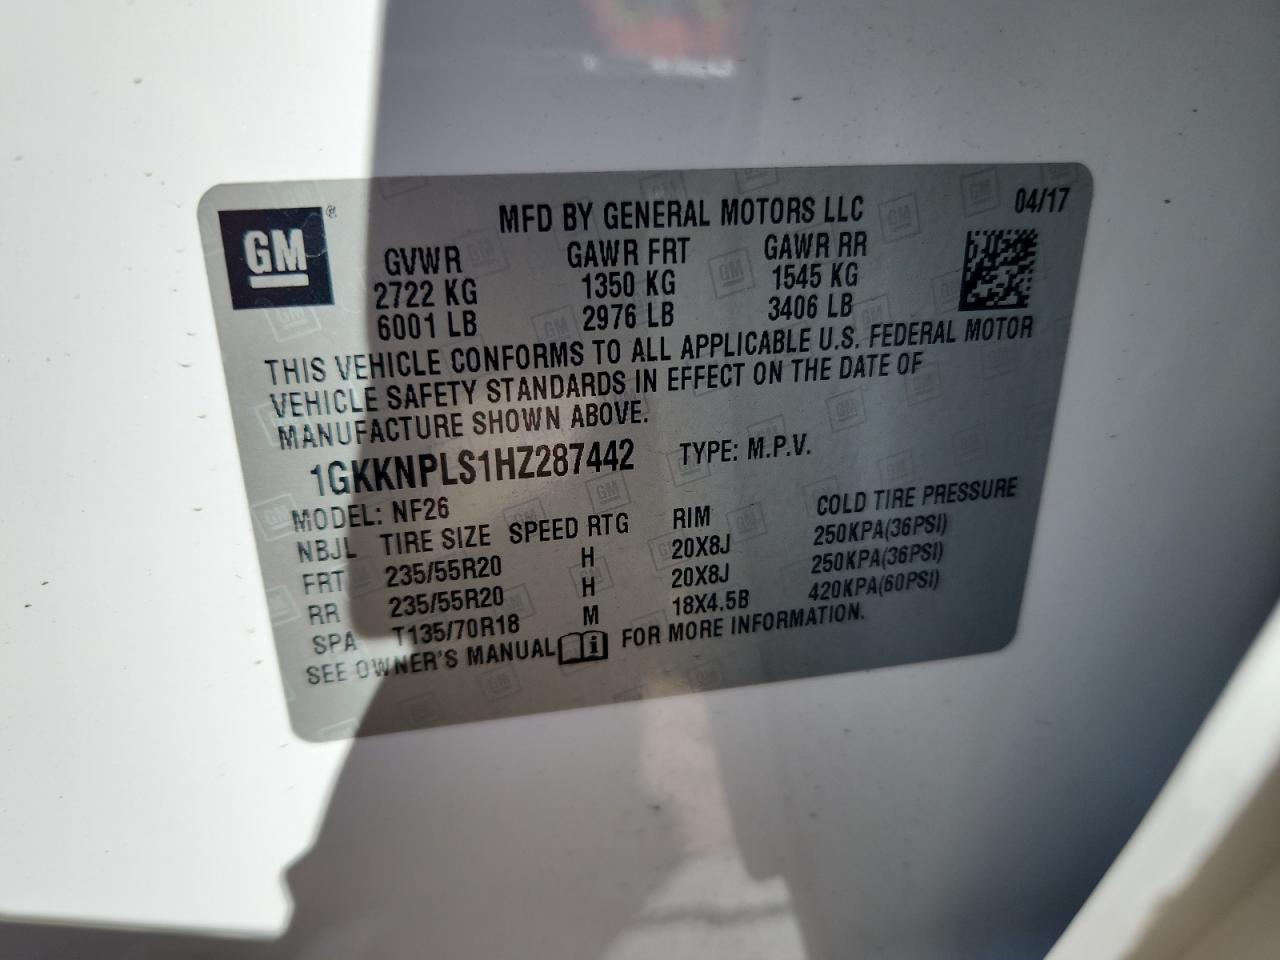 GM®
MFD BY GENERAL MOTORS LLC 04/17
GVWR GAWR FRT GAWR RR
2722 KG 1350 KG 1545 KG
6001 LB 2976 LB 3406 LB
THIS VEHICLE CONFORMS TO ALL APPLICABLE U.S. FEDERAL MOTOR
VEHICLE SAFETY STANDARDS IN EFFECT ON THE DATE OF
MANUFACTURE SHOWN ABOVE.
1GKKNPLS1HZ287442 TYPE: M.P.V.
MODEL: NF26
NBJL TIRE SIZE SPEED RTG RIM COLD TIRE PRESSURE
FRT 235/55R20 H 20X8J 250KPA(36PSI)
RR 235/55R20 H 20X8J 250KPA(36PSI)
SPA T135/70R18 M 18X4.5B 420KPA(60PSI)
SEE OWNER'S MANUAL i FOR MORE INFORMATION.